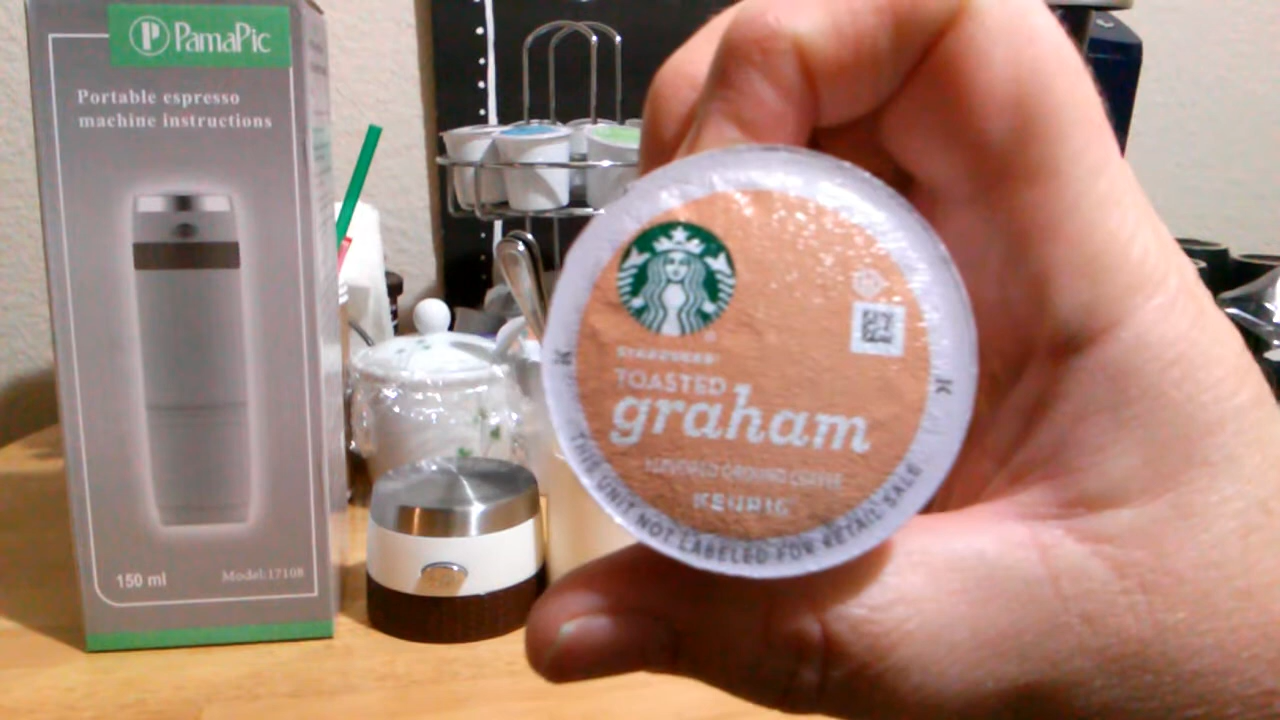 PamaPic
Portable espresso
machine instructions
150 ml
Model:17108
STARBUCKS
TOASTED
graham
FLAVORED GROUND COFFEE
KEURIG
THIS UNIT NOT LABELED FOR RETAIL SALE
K
K